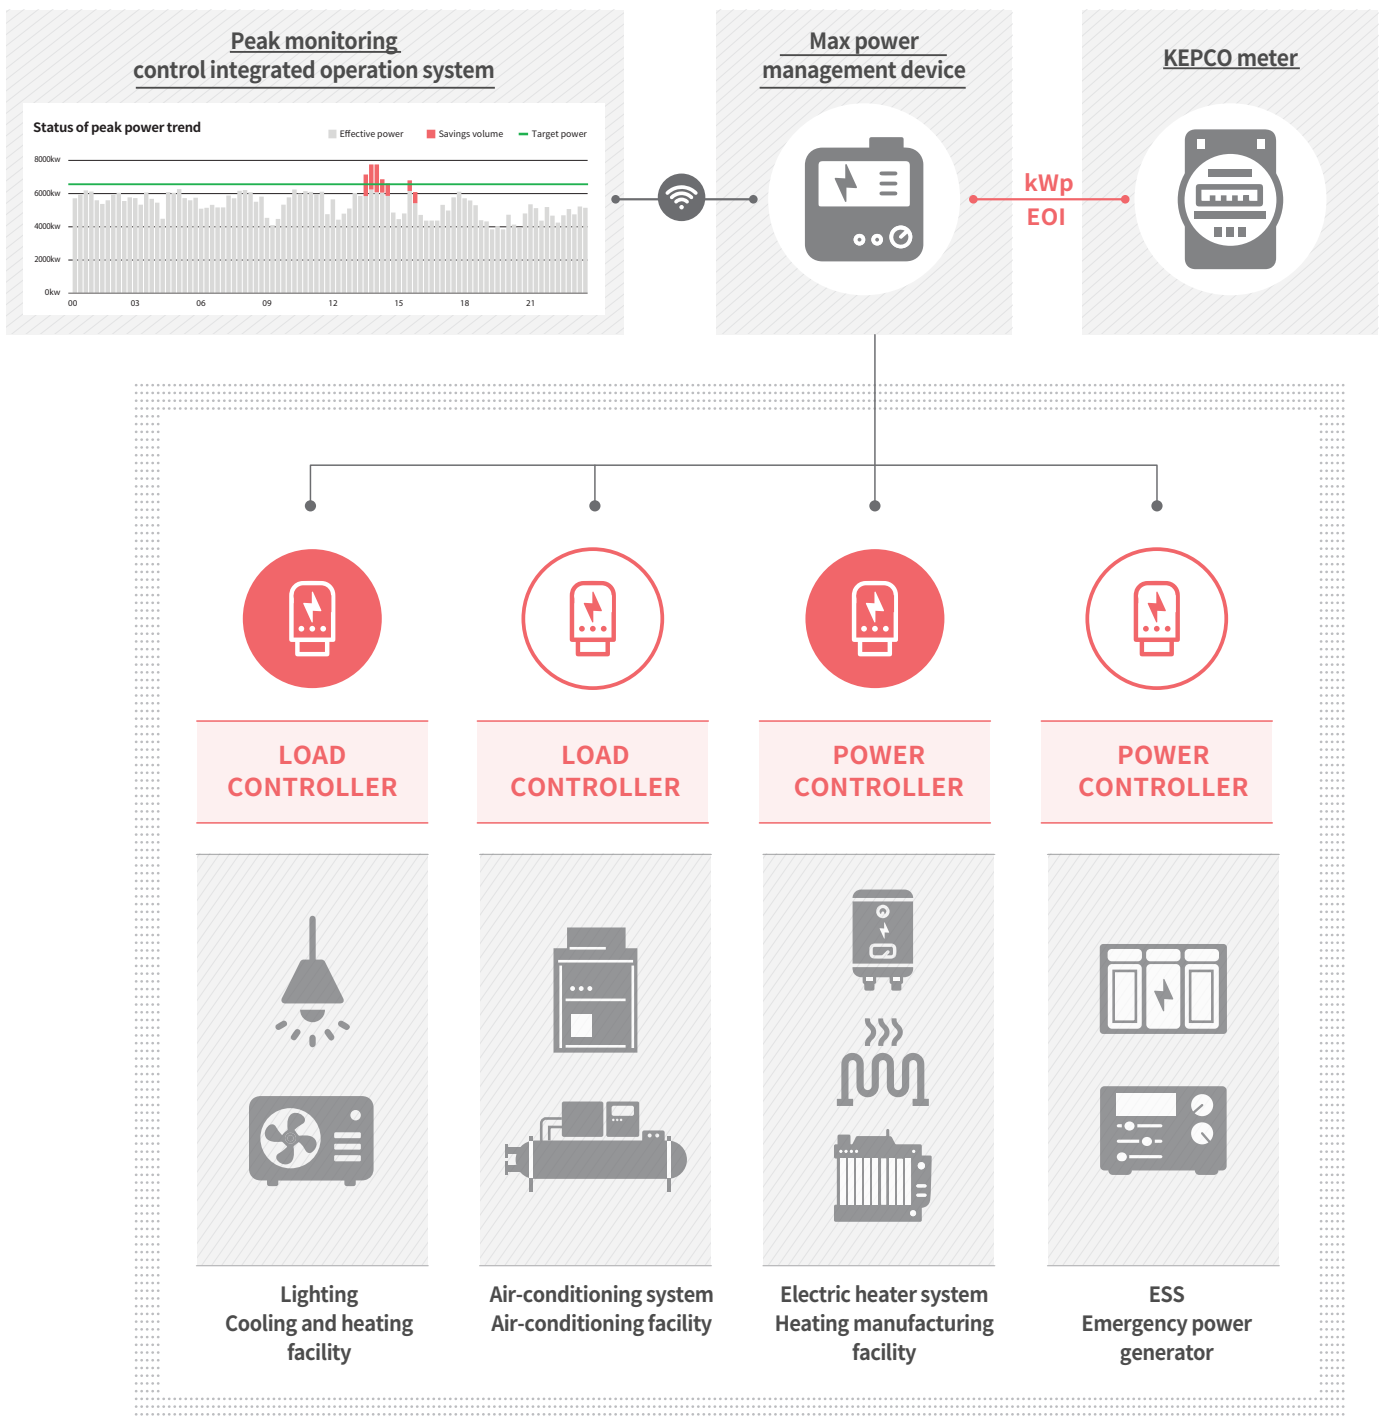 Peak monitoring
control integrated operation system
Max power
management device
KEPCO meter
Status of peak power trend
Effective power
Savings volume
Target power
8000kw
6000kw
4000kw
2000kw
0kw
00 03 06 09 12 15 18 21
kWp
EOI
LOAD
CONTROLLER
LOAD
CONTROLLER
POWER
CONTROLLER
POWER
CONTROLLER
Lighting
Cooling and heating
facility
Air-conditioning system
Air-conditioning facility
Electric heater system
Heating manufacturing
facility
ESS
Emergency power
generator